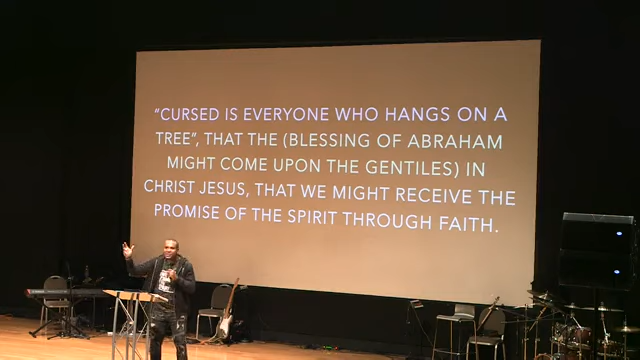 “CURSED IS EVERYONE WHO HANGS ON A
TREE”, THAT THE (BLESSING OF ABRAHAM
MIGHT COME UPON THE GENTILES) IN
CHRIST JESUS, THAT WE MIGHT RECEIVE THE
PROMISE OF THE SPIRIT THROUGH FAITH.